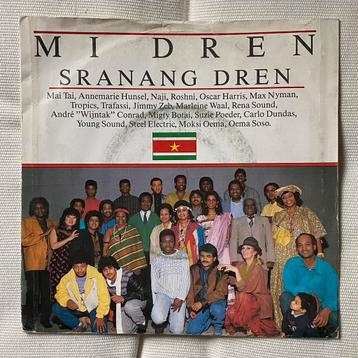 MI DREN
SRANANG DREN
Mai Tai, Annemarie Hunsel, Naji, Roshni, Oscar Harris, Max Nyman,
Tropics, Trafassi, Jimmy Zeb, Marleine Waal, Rena Sound,
André "Wijntak" Conrad, Migty Botai, Suzie Poeder, Carlo Dundas,
Young Sound, Steel Electric, Moksi Oema, Oema Soso.